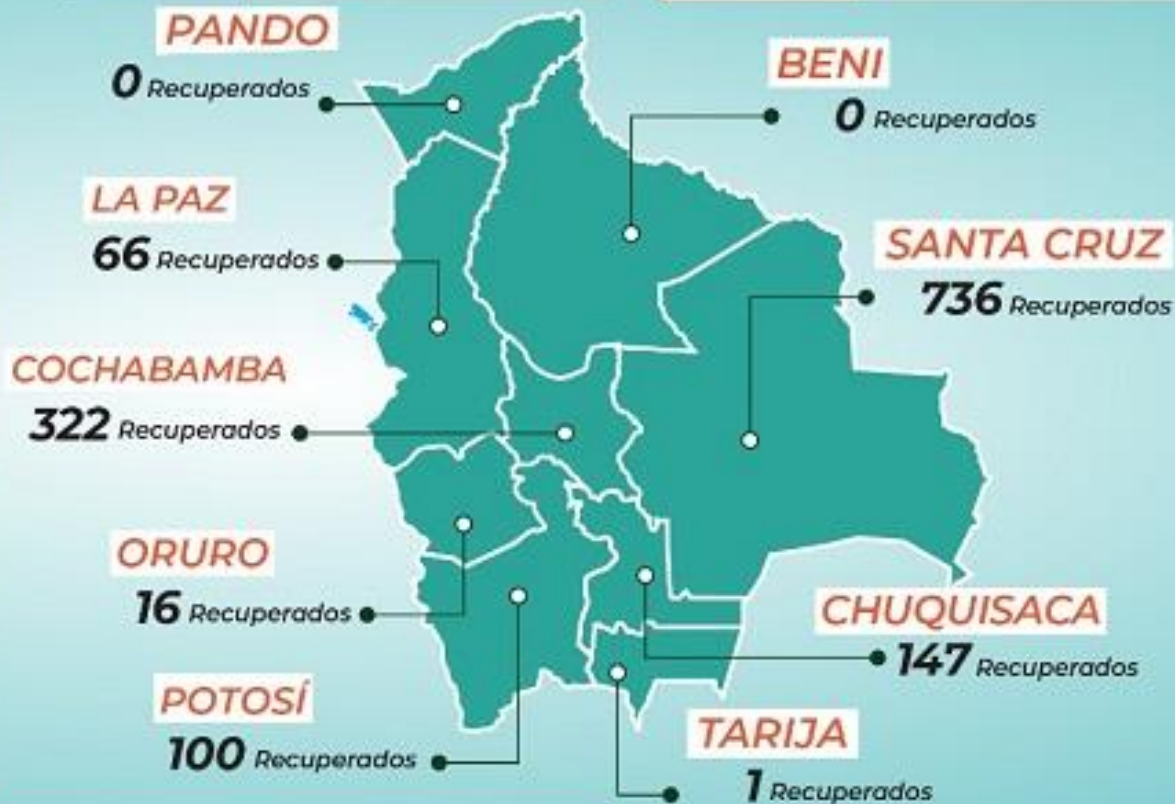 PANDO
0 Recuperados
BENI
0 Recuperados
LA PAZ
66 Recuperados
SANTA CRUZ
736 Recuperados
COCHABAMBA
322 Recuperados
ORURO
16 Recuperados
CHUQUISACA
147 Recuperados
POTOSÍ
100 Recuperados
TARIJA
1 Recuperados